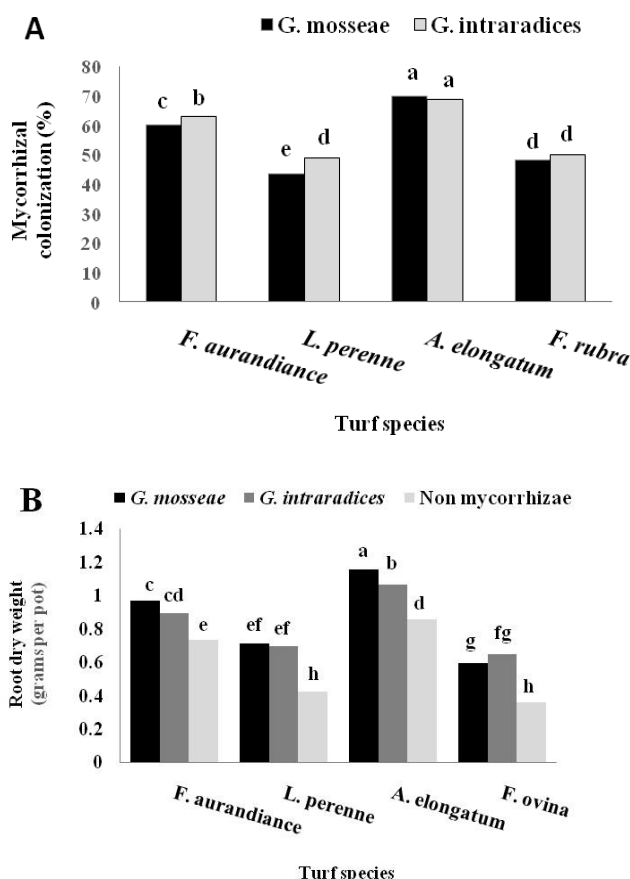 A
G. mosseae G. intraradices
Mycorrhizal
colonization (%)
80
70
60
50
40
30
20
10
0
c b e d a a d d
F. aurandiance L. perenne A. elongatum F. rubra
Turf species
B
G. mosseae G. intraradices Non mycorrhizae
Root dry weight
(grams per pot)
1.4
1.2
1
0.8
0.6
0.4
0.2
0
c cd e ef ef h a b d g fg h
F. aurandiance L. perenne A. elongatum F. ovina
Turf species